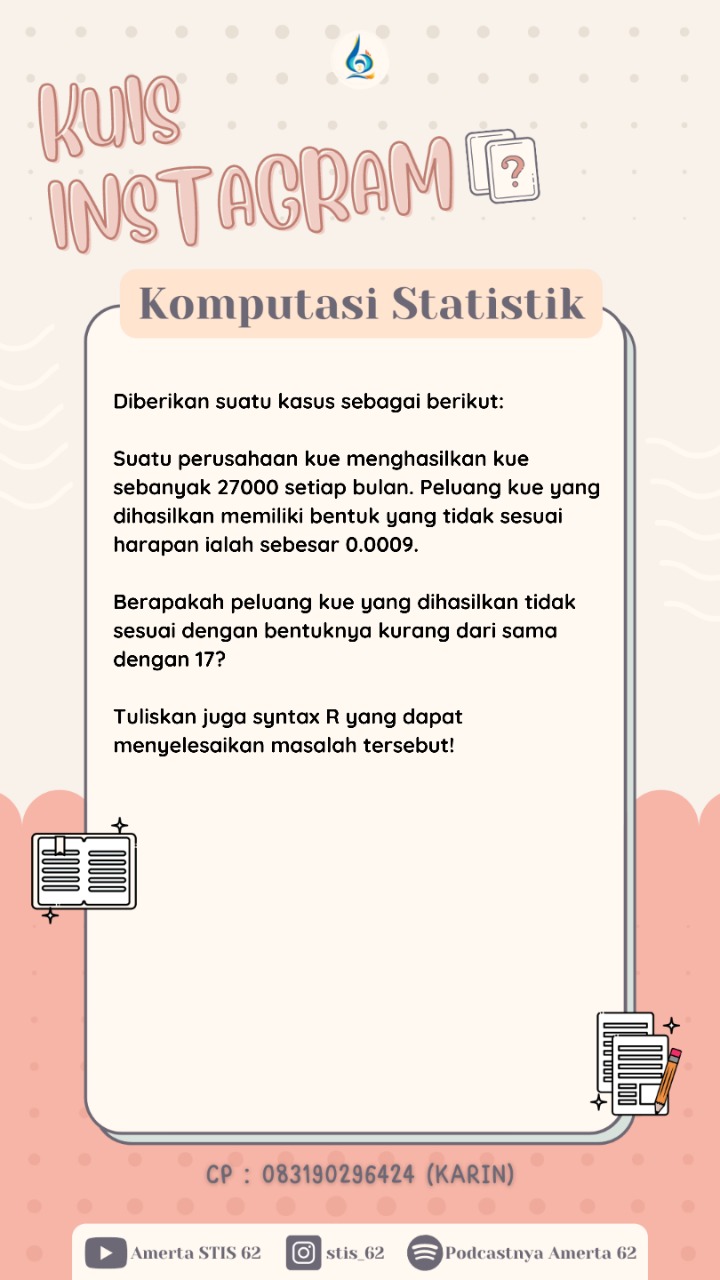 KUIS
INSTAGRAM
?
Komputasi Statistik
Diberikan suatu kasus sebagai berikut:
Suatu perusahaan kue menghasilkan kue
sebanyak 27000 setiap bulan. Peluang kue yang
dihasilkan memiliki bentuk yang tidak sesuai
harapan ialah sebesar 0.0009.
Berapakah peluang kue yang dihasilkan tidak
sesuai dengan bentuknya kurang dari sama
dengan 17?
Tuliskan juga syntax R yang dapat
menyelesaikan masalah tersebut!
CP : 083190296424 (KARIN)
Amerta STIS 62 stis_62 Podcastnya Amerta 62